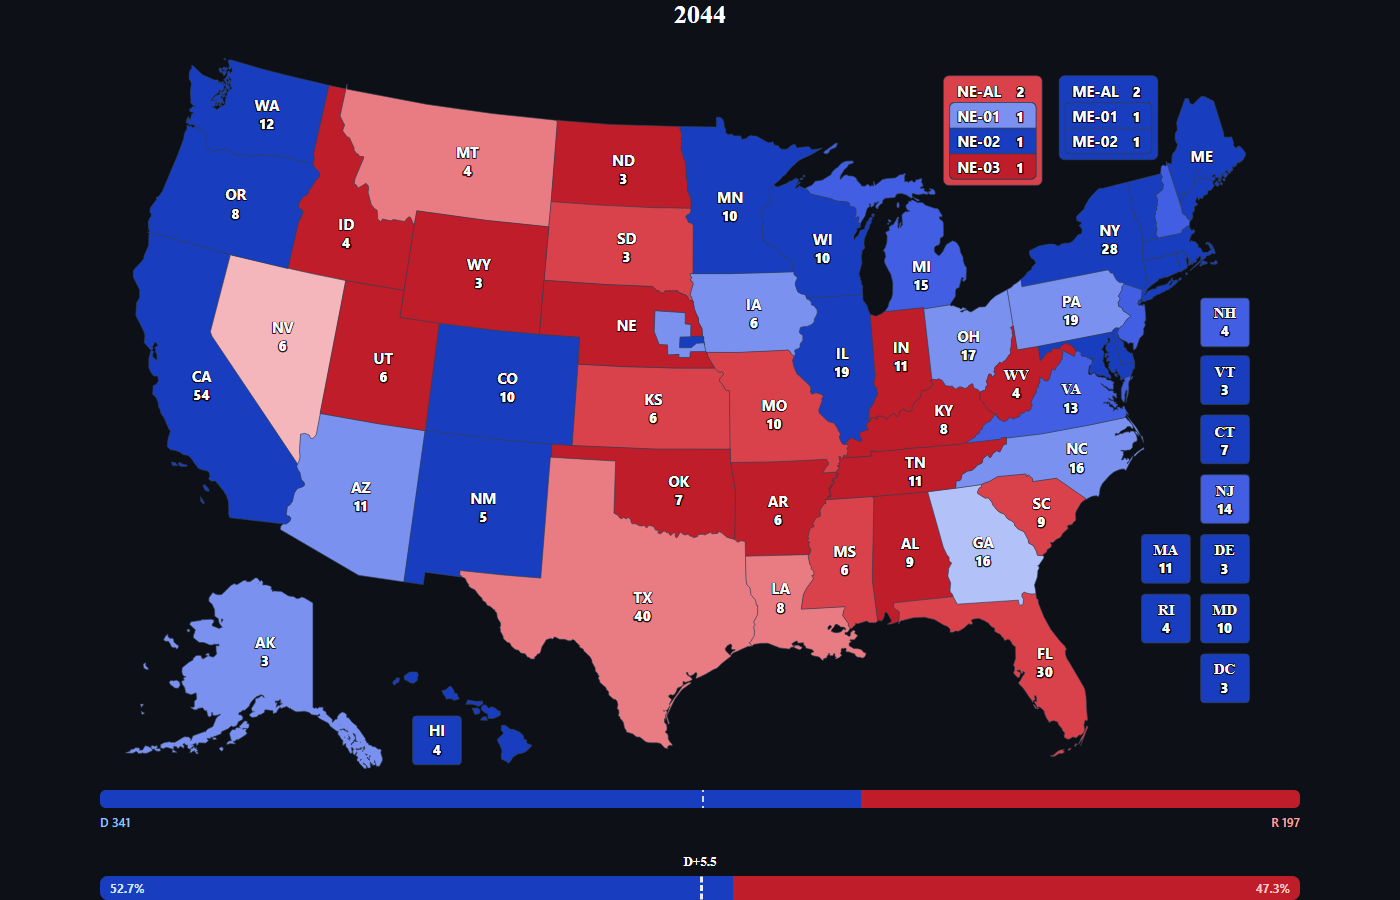 2044
WA
12
OR
8
CA
54
NV
6
ID
4
MT
4
WY
3
UT
6
AZ
11
CO
10
NM
5
ND
3
SD
3
NE
KS
6
OK
7
TX
40
MN
10
IA
6
MO
10
AR
6
LA
8
WI
10
IL
19
MS
6
MI
15
IN
11
OH
17
KY
8
TN
11
AL
9
GA
16
FL
30
SC
9
NC
16
VA
13
WV
4
PA
19
NY
28
ME
AK
3
HI
4
NE-AL 2
NE-01 1
NE-02 1
NE-03 1
ME-AL 2
ME-01 1
ME-02 1
NH
4
VT
3
CT
7
NJ
14
MA
11
DE
3
RI
4
MD
10
DC
3
D 341
R 197
D+5.5
52.7%
47.3%